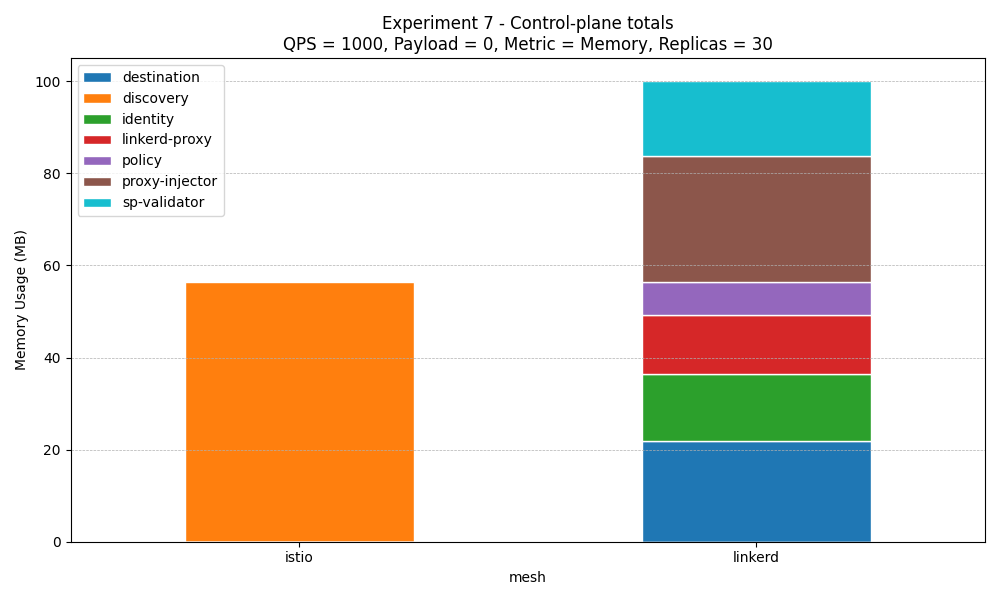 Experiment 7 - Control-plane totals
QPS = 1000, Payload = 0, Metric = Memory, Replicas = 30
destination
discovery
identity
linkerd-proxy
policy
proxy-injector
sp-validator
100
80
60
40
20
0
Memory Usage (MB)
istio
linkerd
mesh